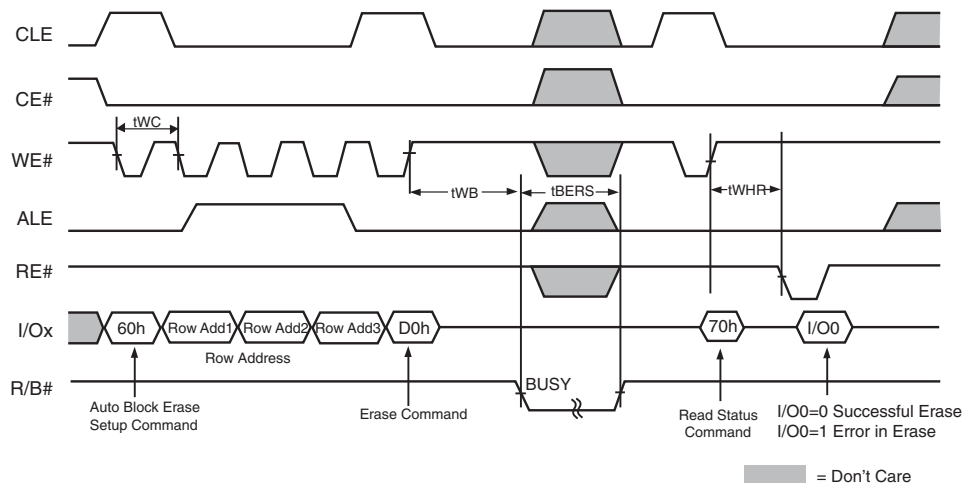 CLE
CE#
tWC
WE#
tWB
tBERS
tWHR
ALE
RE#
I/Ox
60h
Row Add1
Row Add2
Row Add3
D0h
70h
I/O0
Row Address
R/B#
BUSY
Auto Block Erase
Setup Command
Erase Command
Read Status
Command
I/O0=0 Successful Erase
I/O0=1 Error in Erase
= Don't Care